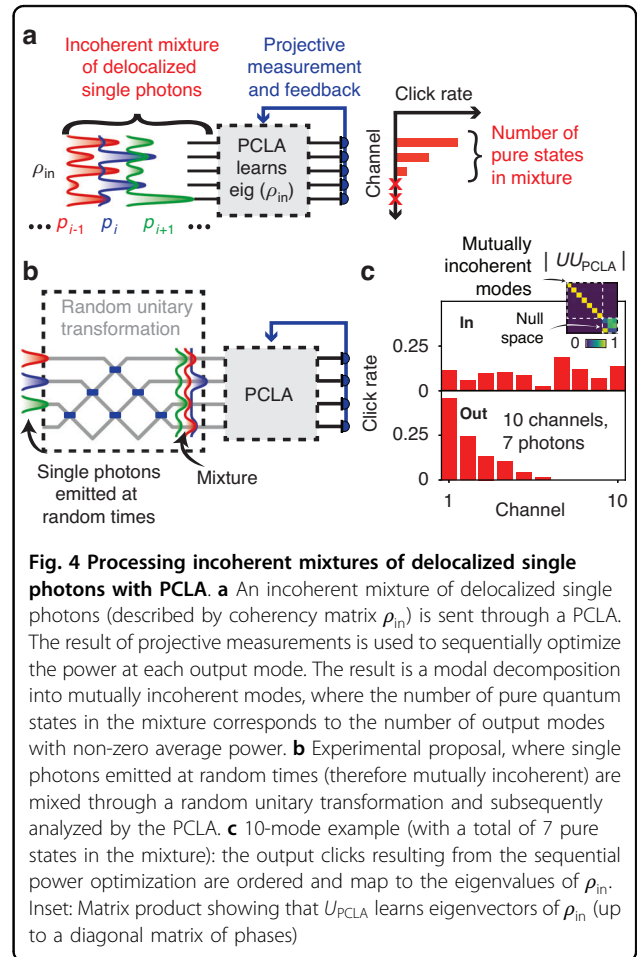 a
Incoherent mixture
of delocalized
single photons
Projective
measurement
and feedback
Click rate
ρin
PCLA
learns
eig (ρin)
Channel
Number of
pure states
in mixture
••• pi-1 pi pi+1 •••
b
Random unitary
transformation
PCLA
Single photons
emitted at
random times
Mixture
c
Mutually
incoherent
modes
| UUPCLA |
Null
space
0 1
In
0.25
0
Click rate
Out
10 channels,
7 photons
0.25
0
1 10
Channel
Fig. 4 Processing incoherent mixtures of delocalized single
photons with PCLA. a An incoherent mixture of delocalized single
photons (described by coherency matrix ρin) is sent through a PCLA.
The result of projective measurements is used to sequentially optimize
the power at each output mode. The result is a modal decomposition
into mutually incoherent modes, where the number of pure quantum
states in the mixture corresponds to the number of output modes
with non-zero average power. b Experimental proposal, where single
photons emitted at random times (therefore mutually incoherent) are
mixed through a random unitary transformation and subsequently
analyzed by the PCLA. c 10-mode example (with a total of 7 pure
states in the mixture): the output clicks resulting from the sequential
power optimization are ordered and map to the eigenvalues of ρin.
Inset: Matrix product showing that UPCLA learns eigenvectors of ρin (up
to a diagonal matrix of phases)